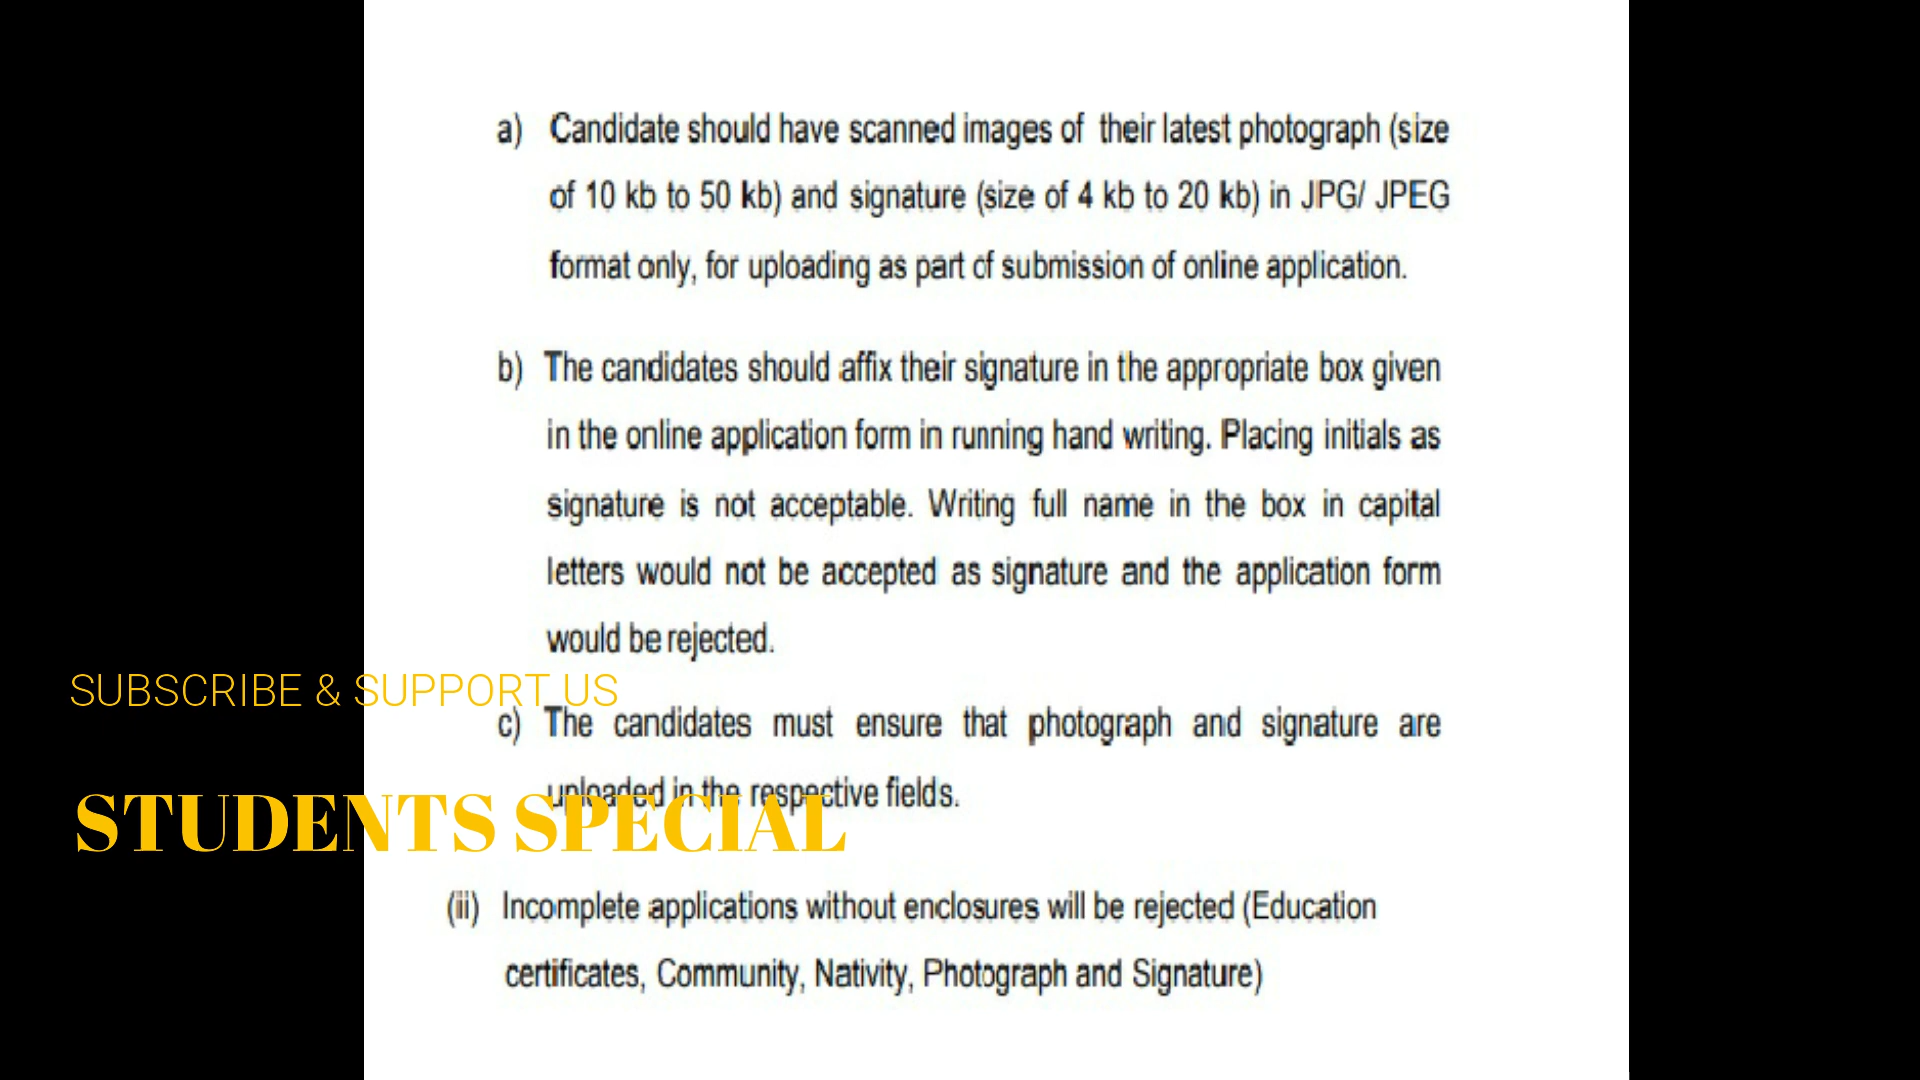 a) Candidate should have scanned images of their latest photograph (size
of 10 kb to 50 kb) and signature (size of 4 kb to 20 kb) in JPG/ JPEG
format only, for uploading as part of submission of online application.
b) The candidates should affix their signature in the appropriate box given
in the online application form in running hand writing. Placing initials as
signature is not acceptable. Writing full name in the box in capital
letters would not be accepted as signature and the application form
would be rejected.
SUBSCRIBE & SUPPORT US
c) The candidates must ensure that photograph and signature are
uploaded in the respective fields.
STUDENTS SPECIAL
(ii) Incomplete applications without enclosures will be rejected (Education
certificates, Community, Nativity, Photograph and Signature)